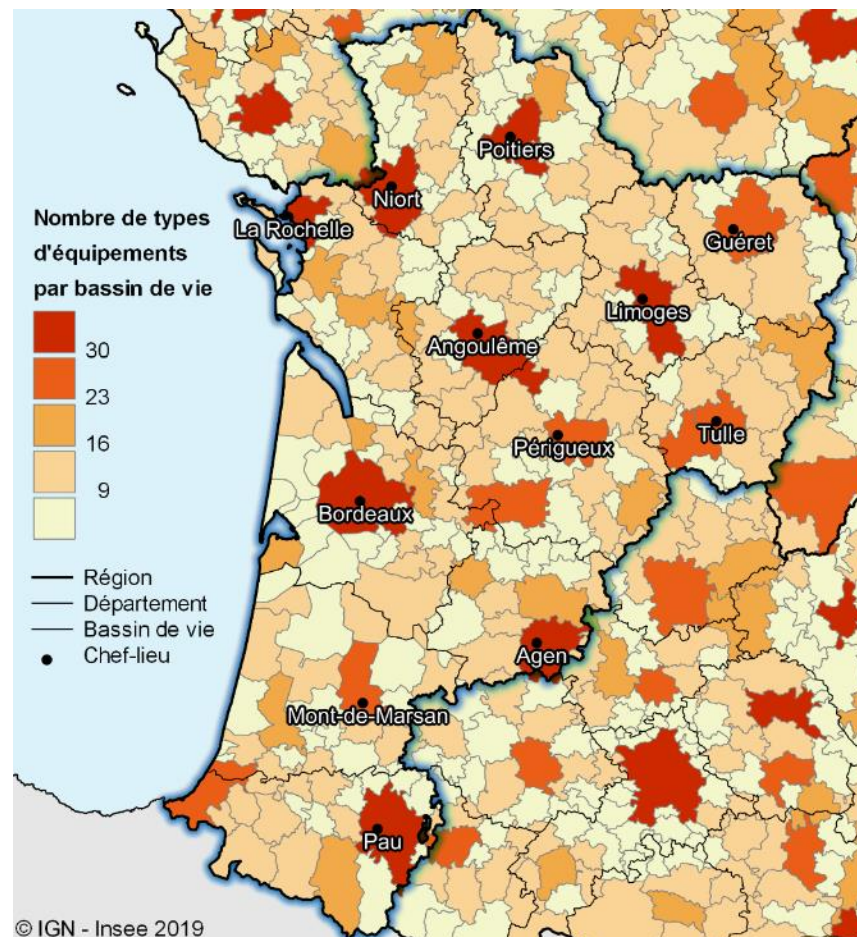 Poitiers
Niort
La Rochelle
Guéret
Limoges
Angoulême
Périgueux
Tulle
Bordeaux
Agen
Mont-de-Marsan
Pau
Nombre de types
d'équipements
par bassin de vie
30
23
16
9
Région
Département
Bassin de vie
Chef-lieu
© IGN - Insee 2019